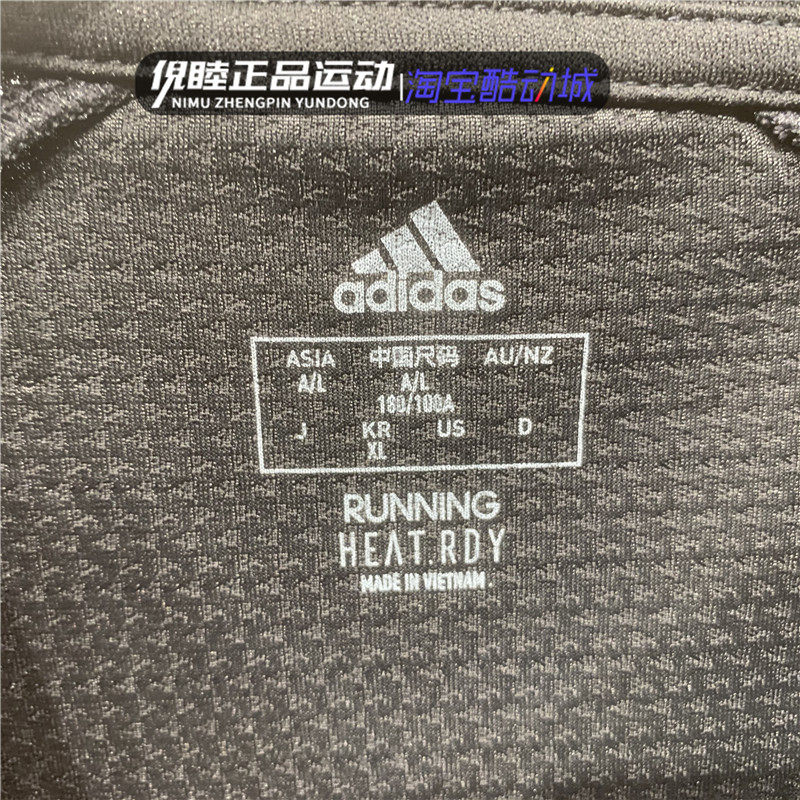 倪睦正品运动|淘宝酷动城
NIMU ZHENGPIN YUNDONG
adidas
ASIA 中国尺码 AU/NZ
A/L A/L
180/100A
J KR US D
XL
RUNNING
HEAT.RDY
MADE IN VIETNAM